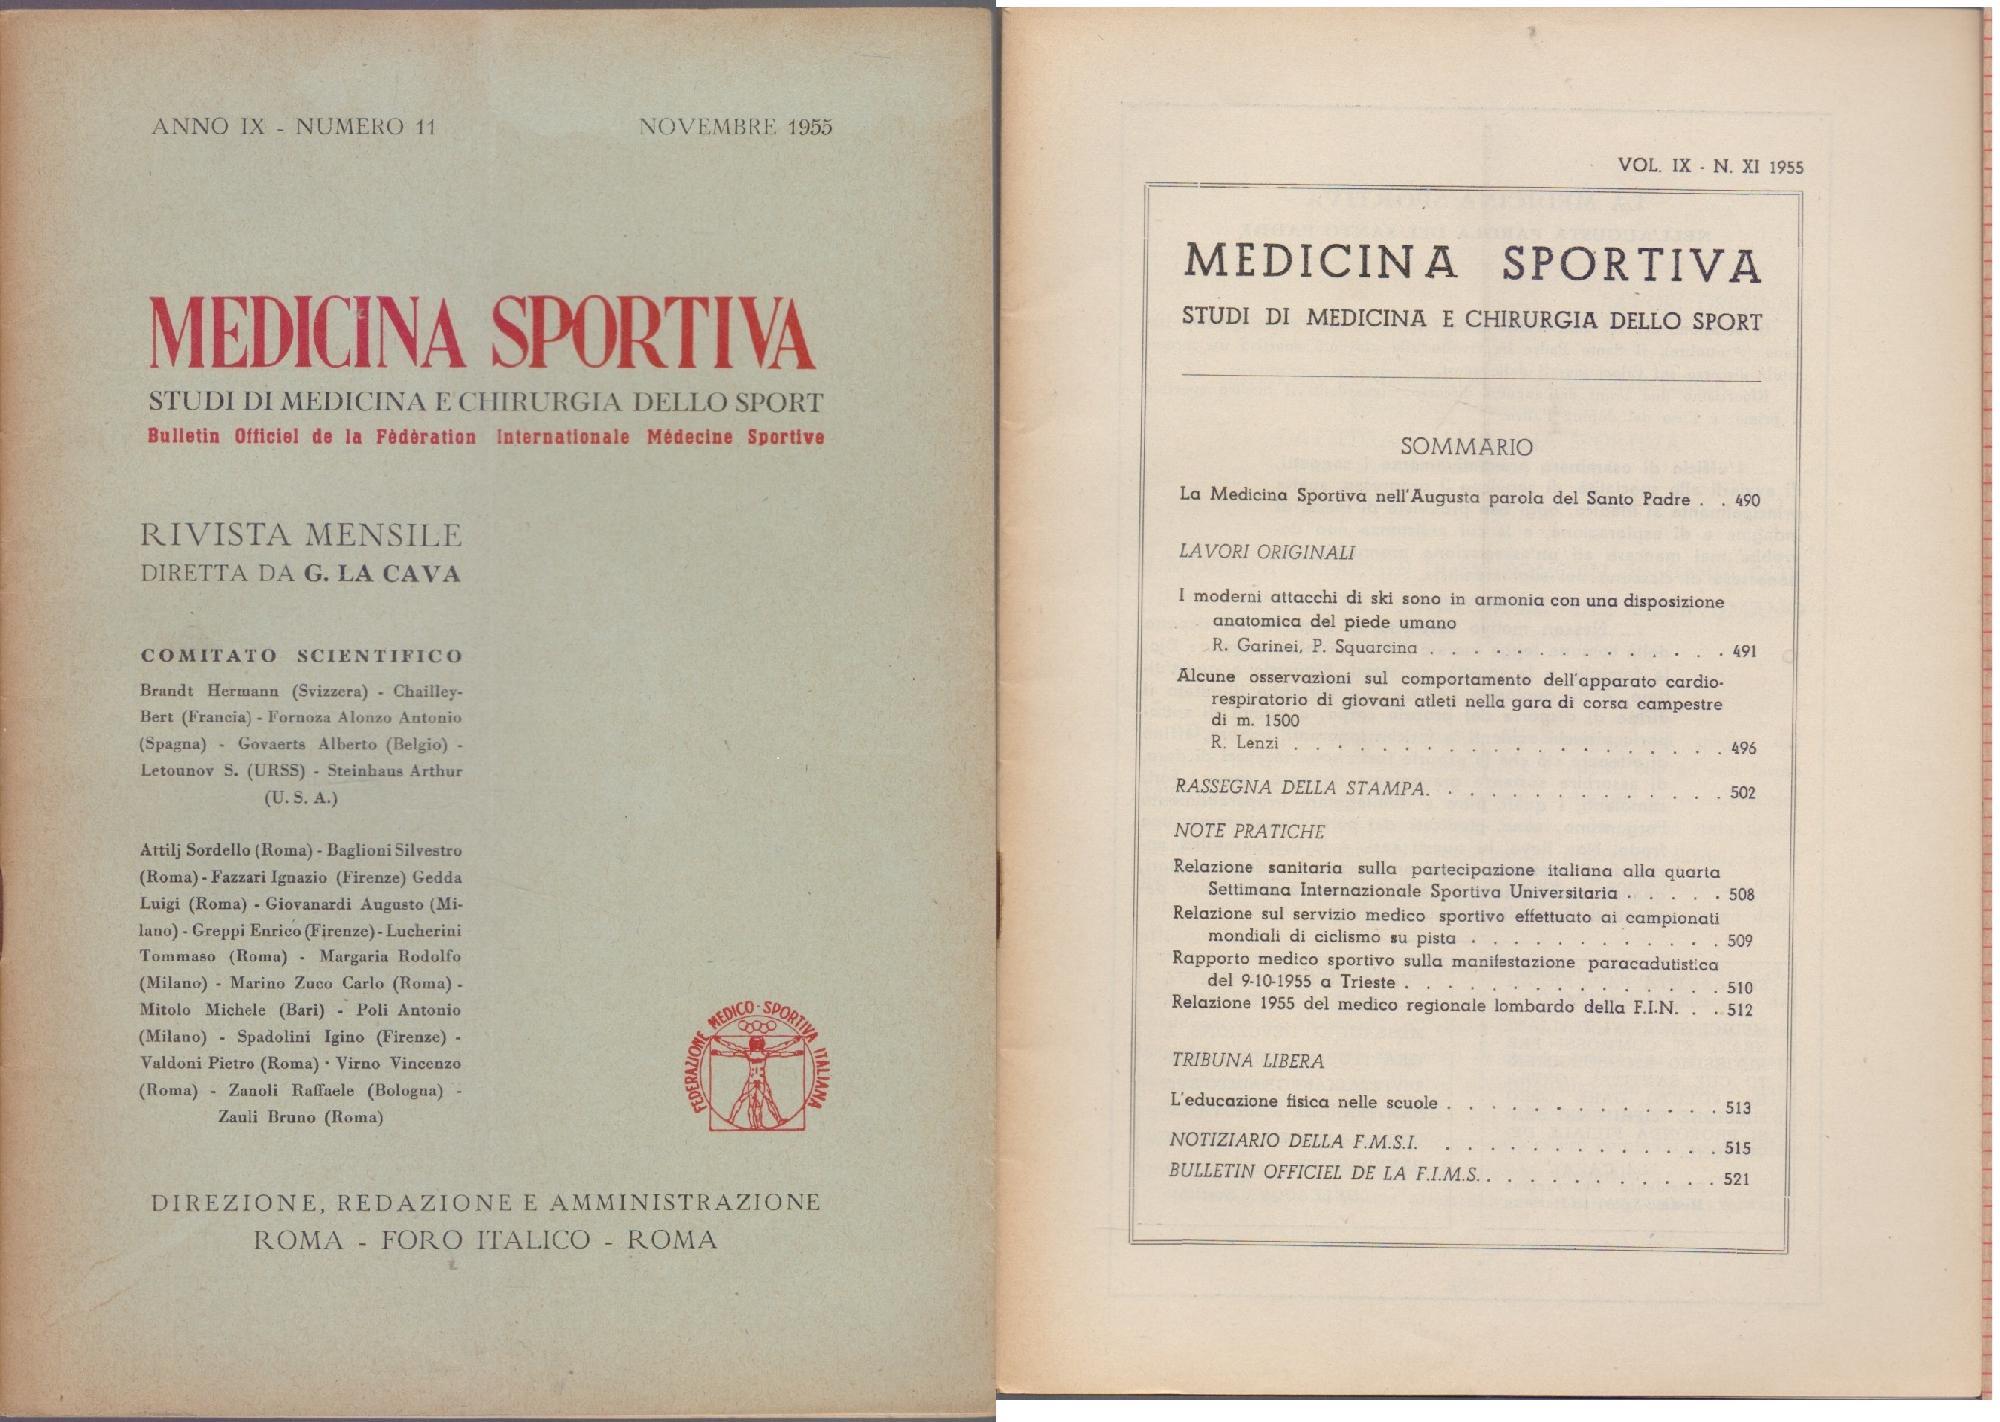 ANNO IX - NUMERO 11
NOVEMBRE 1955
MEDICINA SPORTIVA
STUDI DI MEDICINA E CHIRURGIA DELLO SPORT
Bulletin Officiel de la Fèdèration Internationale Médecine Sportive
RIVISTA MENSILE
DIRETTA DA G. LA CAVA
COMITATO SCIENTIFICO
Brandt Hermann (Svizzera) - Chailley-
Bert (Francia) - Fornoza Alonzo Antonio
(Spagna) - Govaerts Alberto (Belgio) -
Letounov S. (URSS) - Steinhaus Arthur
(U. S. A.)
Attilj Sordello (Roma) - Baglioni Silvestro
(Roma) - Fazzari Ignazio (Firenze) Gedda
Luigi (Roma) - Giovanardi Augusto (Mi-
lano) - Greppi Enrico (Firenze) - Lucherini
Tommaso (Roma) - Margaria Rodolfo
(Milano) - Marino Zuco Carlo (Roma) -
Mitolo Michele (Bari) - Poli Antonio
(Milano) - Spadolini Igino (Firenze) -
Valdoni Pietro (Roma) - Virno Vincenzo
(Roma) - Zanoli Raffaele (Bologna) -
Zauli Bruno (Roma)
FEDERAZIONE MEDICO-SPORTIVA ITALIANA
DIREZIONE, REDAZIONE E AMMINISTRAZIONE
ROMA - FORO ITALICO - ROMA
VOL. IX - N. XI 1955
MEDICINA SPORTIVA
STUDI DI MEDICINA E CHIRURGIA DELLO SPORT
SOMMARIO
La Medicina Sportiva nell'Augusta parola del Santo Padre . . 490
LAVORI ORIGINALI
I moderni attacchi di ski sono in armonia con una disposizione
anatomica del piede umano
R. Garinei, P. Squarcina . . . . . . . . . . . . . . 491
Alcune osservazioni sul comportamento dell'apparato cardio-
respiratorio di giovani atleti nella gara di corsa campestre
di m. 1500
R. Lenzi . . . . . . . . . . . . . . . . . . . . 496
RASSEGNA DELLA STAMPA. . . . . . . . . . . . . . 502
NOTE PRATICHE
Relazione sanitaria sulla partecipazione italiana alla quarta
Settimana Internazionale Sportiva Universitaria . . . . . 508
Relazione sul servizio medico sportivo effettuato ai campionati
mondiali di ciclismo su pista . . . . . . . . . . . . 509
Rapporto medico sportivo sulla manifestazione paracadutistica
del 9-10-1955 a Trieste . . . . . . . . . . . . . . . 510
Relazione 1955 del medico regionale lombardo della F.I.N. . . 512
TRIBUNA LIBERA
L'educazione fisica nelle scuole . . . . . . . . . . . . . 513
NOTIZIARIO DELLA F.M.S.I. . . . . . . . . . . . . . 515
BULLETIN OFFICIEL DE LA F.I.M.S. . . . . . . . . . . . 521